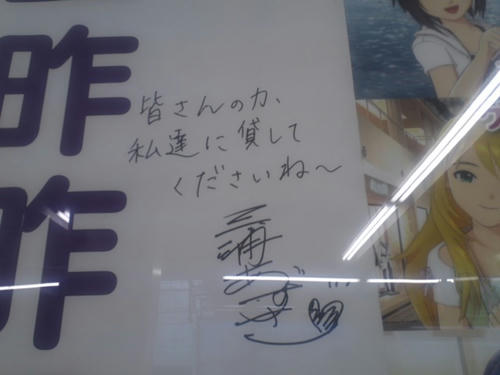 昨
昨
皆さんの力、
私達に貸して
くださいね～
三浦あずさ